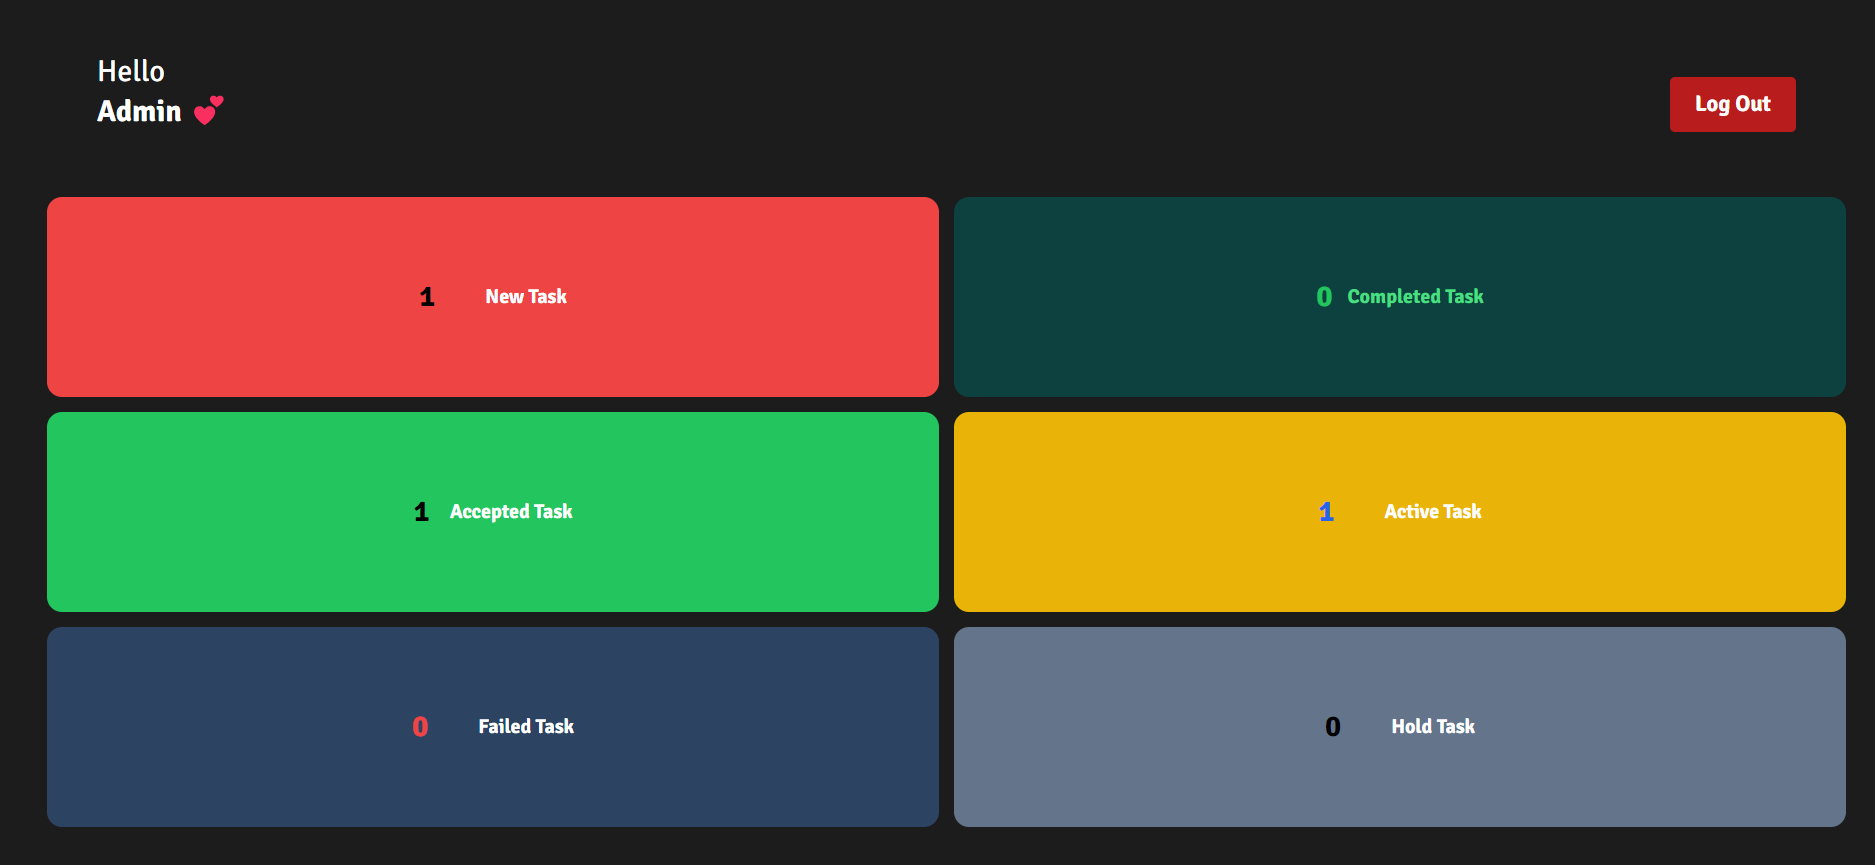 Hello
Admin 💕
Log Out
1 New Task
0 Completed Task
1 Accepted Task
1 Active Task
0 Failed Task
0 Hold Task